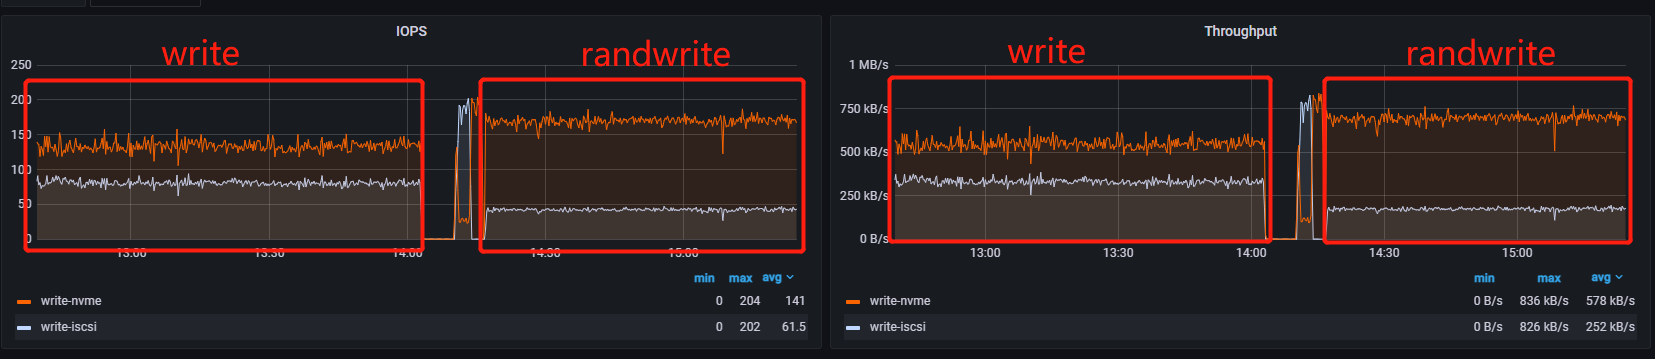 IOPS
write
randwrite
250
200
150
100
50
0
13:00
13:30
14:00
14:30
15:00
min max avg
write-nvme 0 204 141
write-iscsi 0 202 61.5
Throughput
write
randwrite
1 MB/s
750 kB/s
500 kB/s
250 kB/s
0 B/s
13:00
13:30
14:00
14:30
15:00
min max avg
write-nvme 0 B/s 836 kB/s 578 kB/s
write-iscsi 0 B/s 826 kB/s 252 kB/s